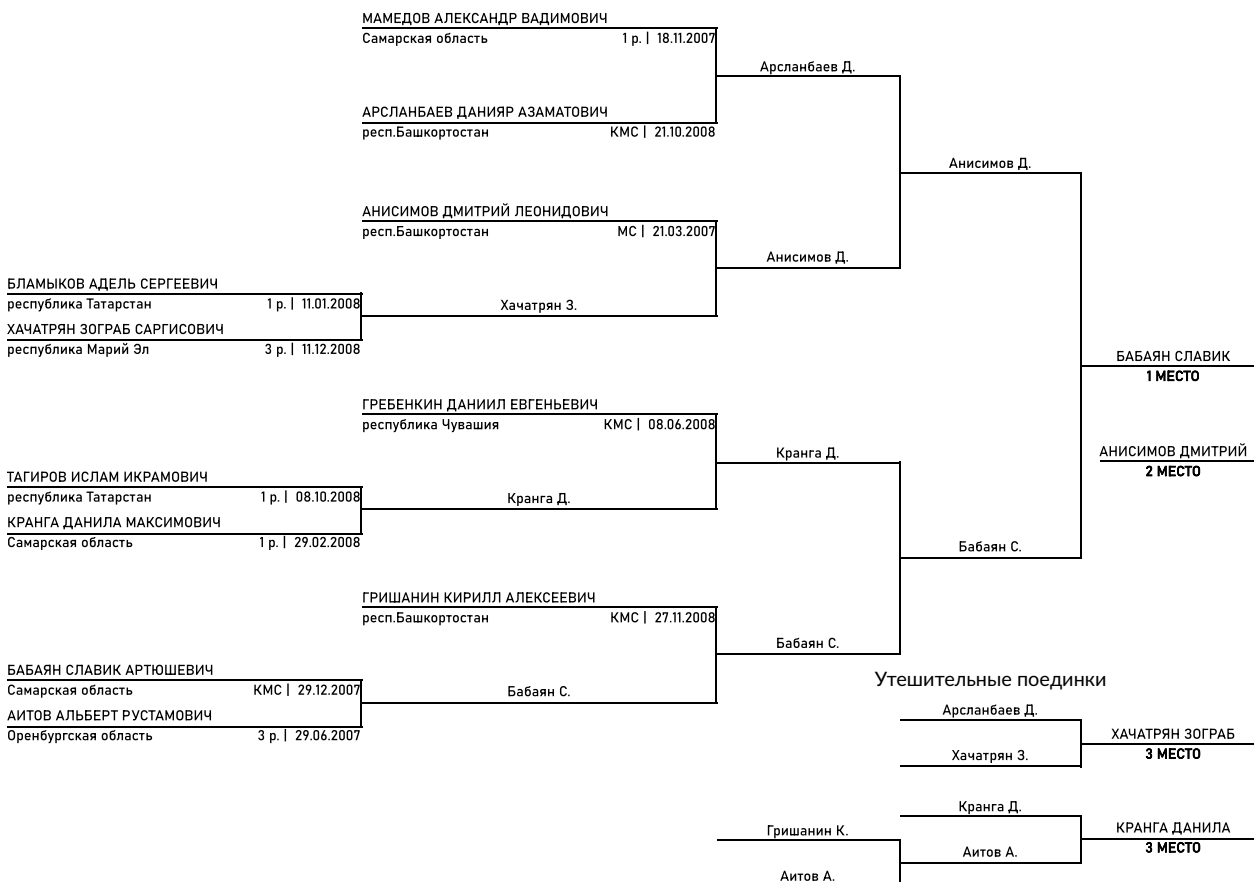 МАМЕДОВ АЛЕКСАНДР ВАДИМОВИЧ
Самарская область 1 р. | 18.11.2007
Арсланбаев Д.
АРСЛАНБАЕВ ДАНИЯР АЗАМАТОВИЧ
респ.Башкортостан КМС | 21.10.2008
Анисимов Д.
АНИСИМОВ ДМИТРИЙ ЛЕОНИДОВИЧ
респ.Башкортостан МС | 21.03.2007
Анисимов Д.
БЛАМЫКОВ АДЕЛЬ СЕРГЕЕВИЧ
республика Татарстан 1 р. | 11.01.2008
Хачатрян З.
ХАЧАТРЯН ЗОГРАБ САРГИСОВИЧ
республика Марий Эл 3 р. | 11.12.2008
БАБАЯН СЛАВИК
1 МЕСТО
ГРЕБЕНКИН ДАНИИЛ ЕВГЕНЬЕВИЧ
республика Чувашия КМС | 08.06.2008
Кранга Д.
АНИСИМОВ ДМИТРИЙ
2 МЕСТО
ТАГИРОВ ИСЛАМ ИКРАМОВИЧ
республика Татарстан 1 р. | 08.10.2008
Кранга Д.
КРАНГА ДАНИЛА МАКСИМОВИЧ
Самарская область 1 р. | 29.02.2008
Бабаян С.
ГРИШАНИН КИРИЛЛ АЛЕКСЕЕВИЧ
респ.Башкортостан КМС | 27.11.2008
Бабаян С.
БАБАЯН СЛАВИК АРТЮШЕВИЧ
Самарская область КМС | 29.12.2007
Бабаян С.
АИТОВ АЛЬБЕРТ РУСТАМОВИЧ
Оренбургская область 3 р. | 29.06.2007
Утешительные поединки
Арсланбаев Д.
ХАЧАТРЯН ЗОГРАБ
3 МЕСТО
Хачатрян З.
Кранга Д.
Гришанин К.
КРАНГА ДАНИЛА
3 МЕСТО
Аитов А.
Аитов А.